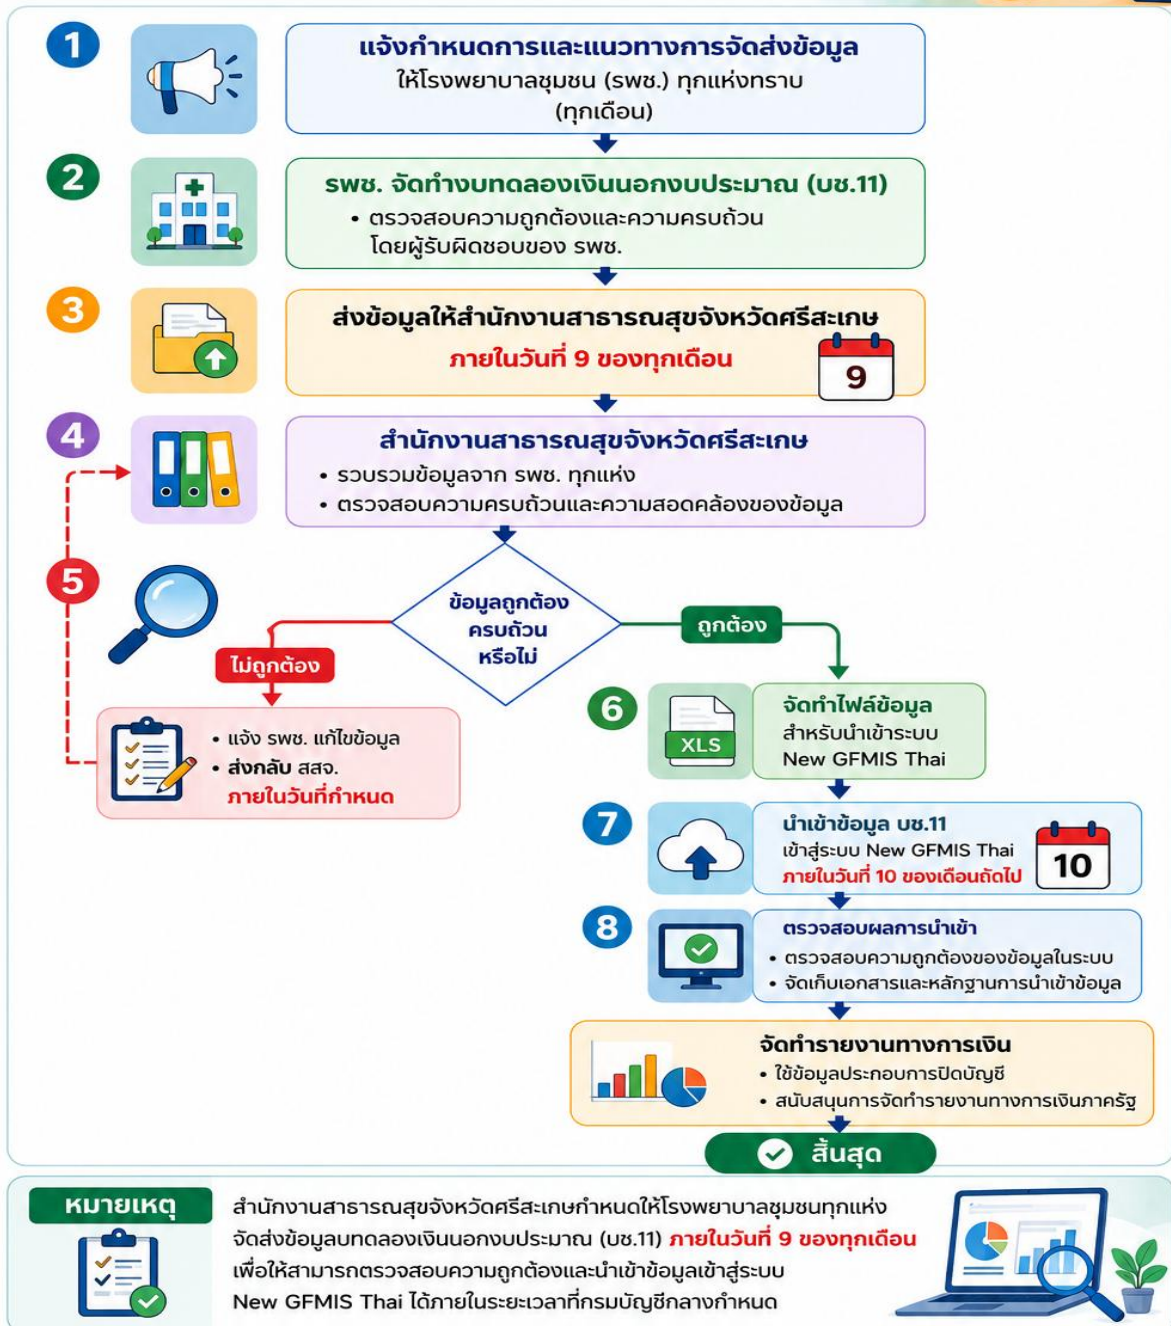 1
แจ้งกำหนดการและแนวทางการจัดส่งข้อมูล
ให้โรงพยาบาลชุมชน (รพช.) ทุกแห่งทราบ
(ทุกเดือน)
2
รพช. จัดทำงบทดลองเงินนอกงบประมาณ (บช.11)
• ตรวจสอบความถูกต้องและความครบถ้วน
โดยผู้รับผิดชอบของ รพช.
3
ส่งข้อมูลให้สำนักงานสาธารณสุขจังหวัดศรีสะเกษ
ภายในวันที่ 9 ของทุกเดือน
9
4
สำนักงานสาธารณสุขจังหวัดศรีสะเกษ
• รวบรวมข้อมูลจาก รพช. ทุกแห่ง
• ตรวจสอบความครบถ้วนและความสอดคล้องของข้อมูล
5
ข้อมูลถูกต้อง
ครบถ้วน
หรือไม่
ไม่ถูกต้อง
ถูกต้อง
• แจ้ง รพช. แก้ไขข้อมูล
• ส่งกลับ สสจ.
ภายในวันที่กำหนด
6
XLS
จัดทำไฟล์ข้อมูล
สำหรับนำเข้าระบบ
New GFMIS Thai
7
นำเข้าข้อมูล บช.11
เข้าสู่ระบบ New GFMIS Thai
ภายในวันที่ 10 ของเดือนถัดไป
10
8
ตรวจสอบผลการนำเข้า
• ตรวจสอบความถูกต้องของข้อมูลในระบบ
• จัดเก็บเอกสารและหลักฐานการนำเข้าข้อมูล
จัดทำรายงานทางการเงิน
• ใช้ข้อมูลประกอบการปิดบัญชี
• สนับสนุนการจัดทำรายงานทางการเงินภาครัฐ
สิ้นสุด
หมายเหตุ
สำนักงานสาธารณสุขจังหวัดศรีสะเกษกำหนดให้โรงพยาบาลชุมชนทุกแห่ง
จัดส่งข้อมูลบทดลองเงินนอกงบประมาณ (บช.11) ภายในวันที่ 9 ของทุกเดือน
เพื่อให้สามารถตรวจสอบความถูกต้องและนำเข้าข้อมูลเข้าสู่ระบบ
New GFMIS Thai ได้ภายในระยะเวลาที่กรมบัญชีกลางกำหนด